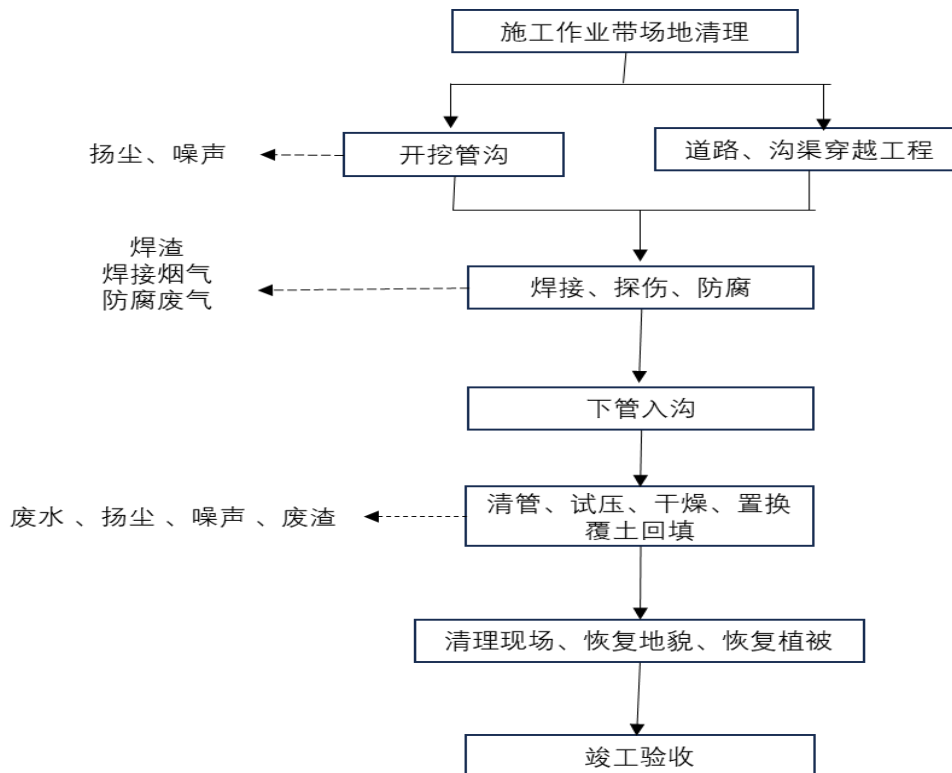 施工作业带场地清理
扬尘、噪声
开挖管沟
道路、沟渠穿越工程
焊渣
焊接烟气
防腐废气
焊接、探伤、防腐
下管入沟
废水 、扬尘 、噪声 、废渣
清管、试压、干燥、置换
覆土回填
清理现场、恢复地貌、恢复植被
竣工验收